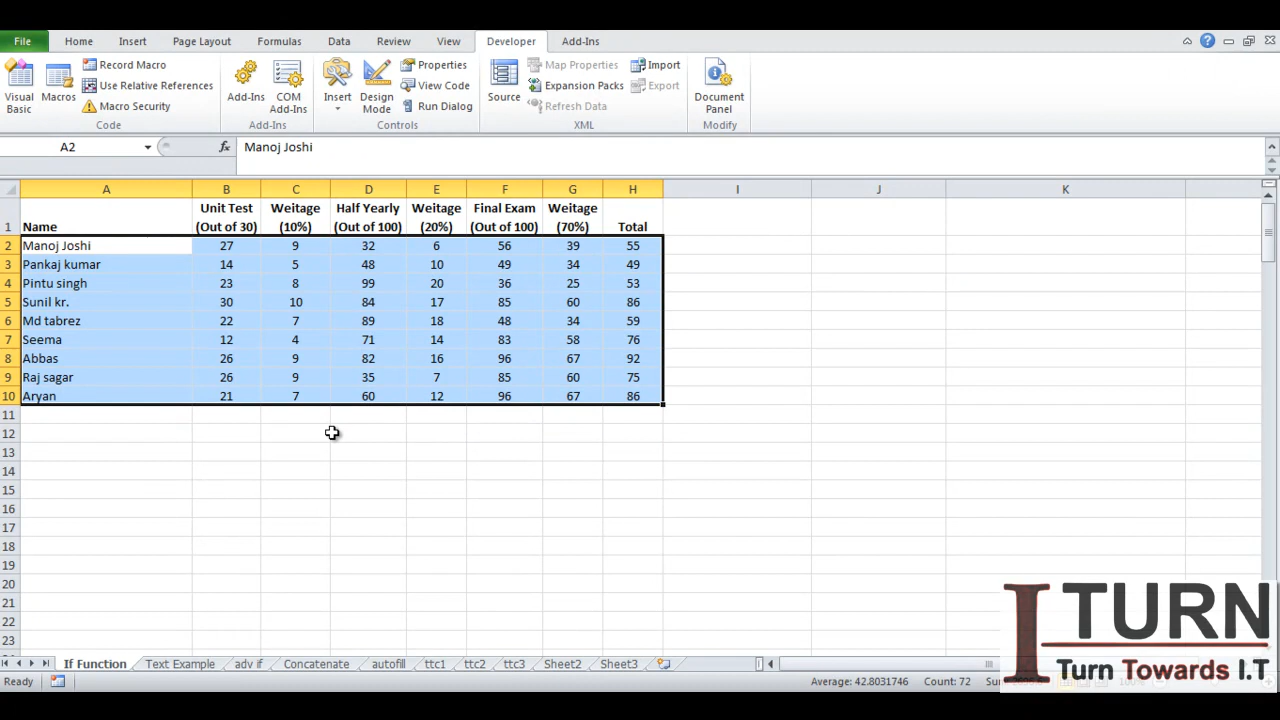 File Home Insert Page Layout Formulas Data Review View Developer Add-Ins
Visual Basic
Macros
Record Macro
Use Relative References
Macro Security
Code
Add-Ins
COM Add-Ins
Add-Ins
Insert
Design Mode
Properties
View Code
Run Dialog
Controls
Source
Map Properties
Expansion Packs
Refresh Data
Import
Export
XML
Document Panel
Modify
A2 fx Manoj Joshi
A B C D E F G H I J K
1 Name Unit Test (Out of 30) Weitage (10%) Half Yearly (Out of 100) Weitage (20%) Final Exam (Out of 100) Weitage (70%) Total
2 Manoj Joshi 27 9 32 6 56 39 55
3 Pankaj kumar 14 5 48 10 49 34 49
4 Pintu singh 23 8 99 20 36 25 53
5 Sunil kr. 30 10 84 17 85 60 86
6 Md tabrez 22 7 89 18 48 34 59
7 Seema 12 4 71 14 83 58 76
8 Abbas 26 9 82 16 96 67 92
9 Raj sagar 26 9 35 7 85 60 75
10 Aryan 21 7 60 12 96 67 86
11
12
13
14
15
16
17
18
19
20
21
22
23
I TURN
Turn Towards I.T
If Function Text Example adv if Concatenate autofill ttc1 ttc2 ttc3 Sheet2 Sheet3
Ready Average: 42.8031746 Count: 72